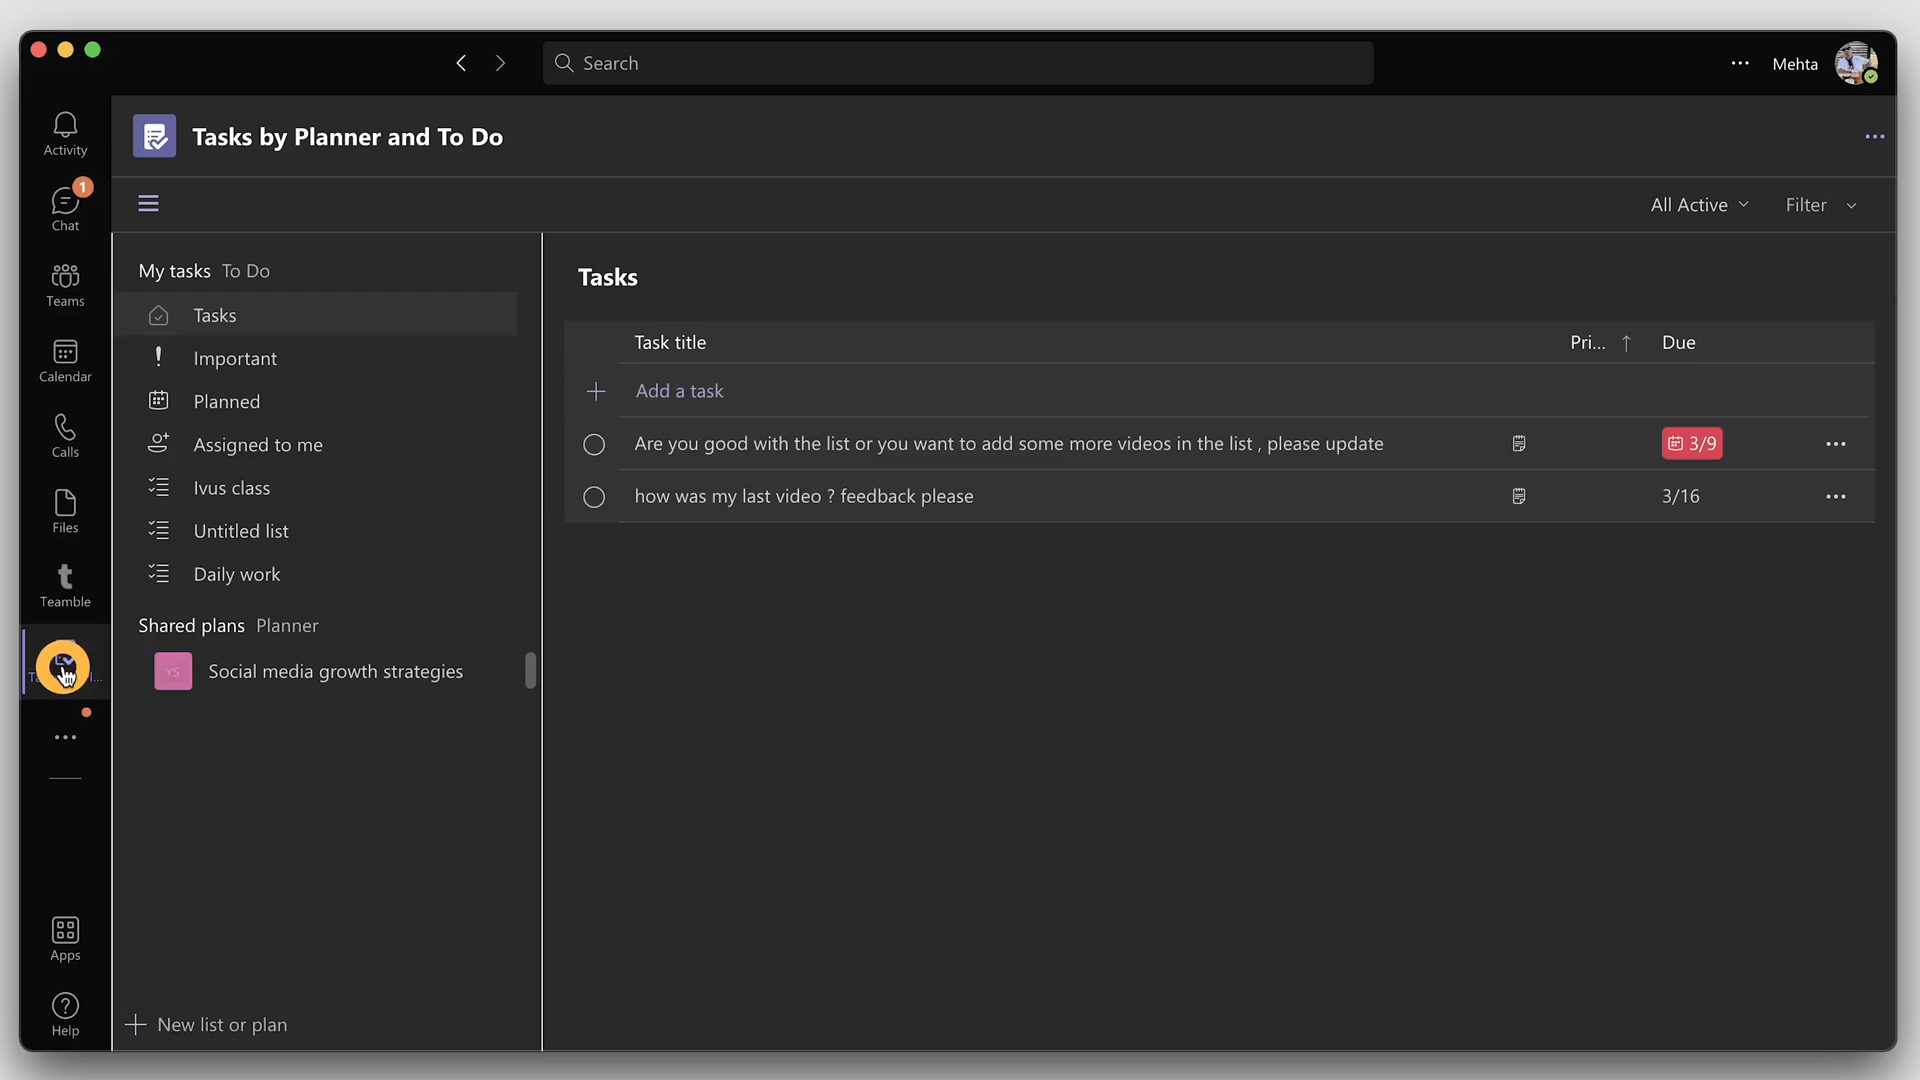 Search
Mehta
Activity
1
Chat
Teams
Calendar
Calls
Files
Teamble
Apps
Help
Tasks by Planner and To Do
All Active
Filter
My tasks To Do
Tasks
Important
Planned
Assigned to me
Ivus class
Untitled list
Daily work
Shared plans Planner
YS Social media growth strategies
New list or plan
Tasks
Task title Pri... Due
Add a task
Are you good with the list or you want to add some more videos in the list , please update 3/9
how was my last video ? feedback please 3/16